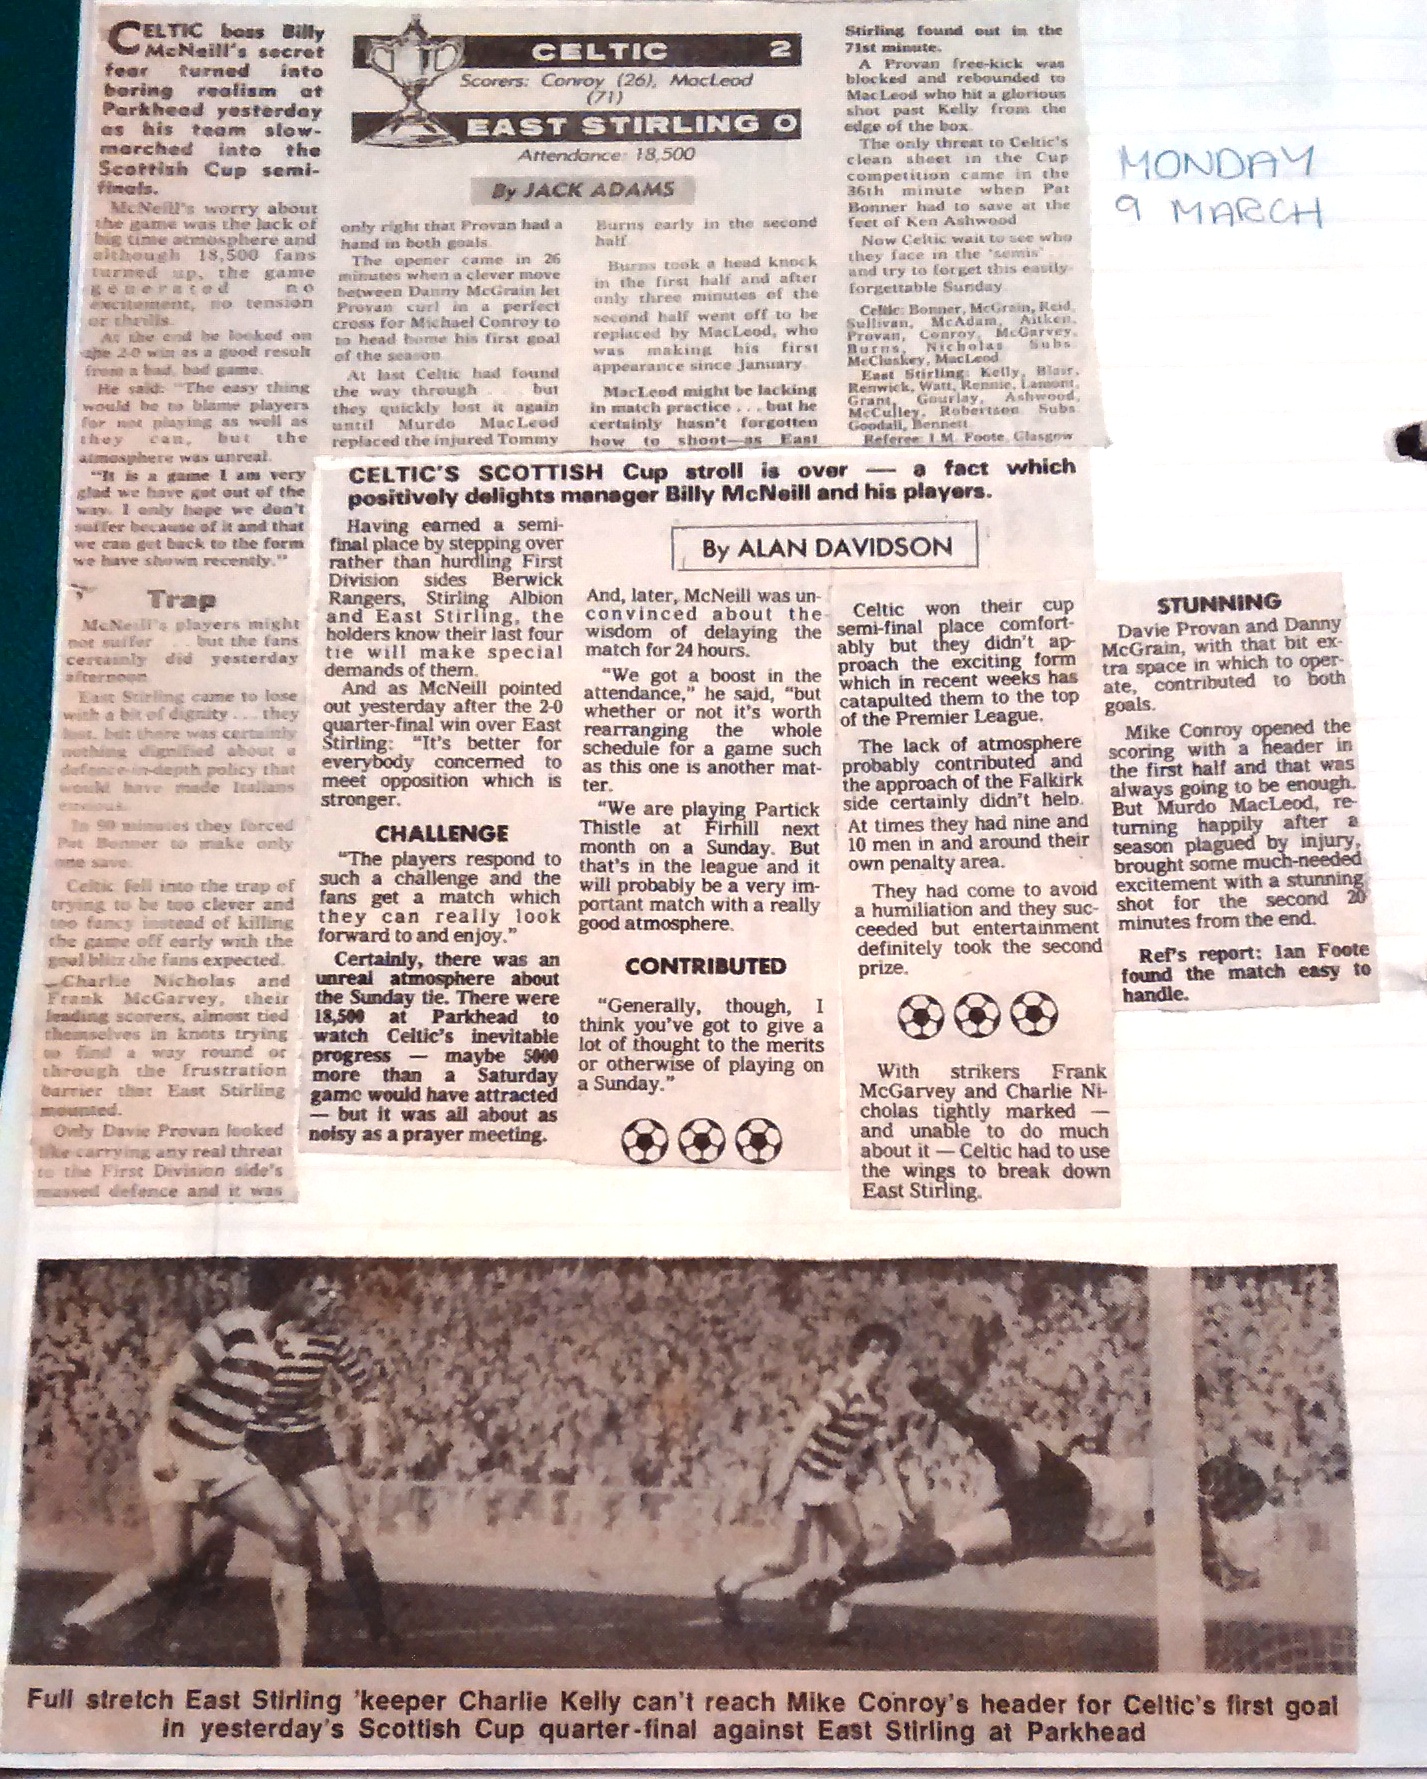 CELTIC boss Billy
McNeill's secret
fear turned into
boring realism at
Parkhead yesterday
as his team slow-
marched into the
Scottish Cup semi-
finals.
McNeill's worry about
the game was the lack of
big time atmosphere and
although 18,500 fans
turned up, the game
generated no
excitement, no tension
or thrills.
At the end he looked on
the 2-0 win as a good result
from a bad, bad game.
He said: "The easy thing
would be to blame players
for not playing as well as
they can, but the
atmosphere was unreal.
"It is a game I am very
glad we have got out of the
way. I only hope we don't
suffer because of it and that
we can get back to the form
we have shown recently."
Trap
McNeill's players might
not suffer . . . but the fans
certainly did yesterday
afternoon.
East Stirling came to lose
with a bit of dignity . . . they
lost, but there was certainly
nothing dignified about a
defence-in-depth policy that
would have made Italians
envious.
In 90 minutes they forced
Pat Bonner to make only
one save.
Celtic fell into the trap of
trying to be too clever and
too fancy instead of killing
the game off early with the
goal blitz the fans expected.
Charlie Nicholas and
Frank McGarvey, their
leading scorers, almost tied
themselves in knots trying
to find a way round or
through the frustration
barrier that East Stirling
mounted.
Only Davie Provan looked
like carrying any real threat
to the First Division side's
massed defence and it was
CELTIC 2
Scorers: Conroy (26), MacLeod
(71)
EAST STIRLING 0
Attendance: 18,500
By JACK ADAMS
only right that Provan had a
hand in both goals.
The opener came in 26
minutes when a clever move
between Danny McGrain let
Provan curl in a perfect
cross for Michael Conroy to
to head home his first goal
of the season.
At last Celtic had found
the way through . . . but
they quickly lost it again
until Murdo MacLeod
replaced the injured Tommy
Burns early in the second
half.
Burns took a head knock
in the first half and after
only three minutes of the
second half went off to be
replaced by MacLeod, who
was making his first
appearance since January.
MacLeod might be lacking
in match practice . . . but he
certainly hasn't forgotten
how to shoot—as East
Stirling found out in the
71st minute.
A Provan free-kick was
blocked and rebounded to
MacLeod who hit a glorious
shot past Kelly from the
edge of the box.
The only threat to Celtic's
clean sheet in the Cup
competition came in the
36th minute when Pat
Bonner had to save at the
feet of Ken Ashwood.
Now Celtic wait to see who
they face in the 'semis'
and try to forget this easily-
forgettable Sunday.
Celtic: Bonner, McGrain, Reid,
Sullivan, McAdam, Aitken,
Provan, Conroy, McGarvey,
Burns, Nicholas Subs.
McCluskey, MacLeod
East Stirling: Kelly, Blair,
Renwick, Watt, Rennie, Lamont,
Grant, Gourlay, Ashwood,
McCulley, Robertson. Subs
Goodall, Bennett
Referee: I.M. Foote, Glasgow
MONDAY
9 MARCH
CELTIC'S SCOTTISH Cup stroll is over — a fact which
positively delights manager Billy McNeill and his players.
By ALAN DAVIDSON
Having earned a semi-
final place by stepping over
rather than hurdling First
Division sides Berwick
Rangers, Stirling Albion
and East Stirling, the
holders know their last four
tie will make special
demands of them.
And as McNeill pointed
out yesterday after the 2-0
quarter-final win over East
Stirling: "It's better for
everybody concerned to
meet opposition which is
stronger.
CHALLENGE
"The players respond to
such a challenge and the
fans get a match which
they can really look
forward to and enjoy."
Certainly, there was an
unreal atmosphere about
the Sunday tie. There were
18,500 at Parkhead to
watch Celtic's inevitable
progress — maybe 5000
more than a Saturday
game would have attracted
— but it was all about as
noisy as a prayer meeting.
And, later, McNeill was un-
convinced about the
wisdom of delaying the
match for 24 hours.
"We got a boost in the
attendance," he said, "but
whether or not it's worth
rearranging the whole
schedule for a game such
as this one is another mat-
ter.
"We are playing Partick
Thistle at Firhill next
month on a Sunday. But
that's in the league and it
will probably be a very im-
portant match with a really
good atmosphere.
CONTRIBUTED
"Generally, though, I
think you've got to give a
lot of thought to the merits
or otherwise of playing on
a Sunday."
Celtic won their cup
semi-final place comfort-
ably but they didn't ap-
proach the exciting form
which in recent weeks has
catapulted them to the top
of the Premier League.
The lack of atmosphere
probably contributed and
the approach of the Falkirk
side certainly didn't help.
At times they had nine and
10 men in and around their
own penalty area.
They had come to avoid
a humiliation and they suc-
ceeded but entertainment
definitely took the second
prize.
With strikers Frank
McGarvey and Charlie Ni-
cholas tightly marked —
and unable to do much
about it — Celtic had to use
the wings to break down
East Stirling.
STUNNING
Davie Provan and Danny
McGrain, with that bit ex-
tra space in which to oper-
ate, contributed to both
goals.
Mike Conroy opened the
scoring with a header in
the first half and that was
always going to be enough.
But Murdo MacLeod, re-
turning happily after a
season plagued by injury,
brought some much-needed
excitement with a stunning
shot for the second 20
minutes from the end.
Ref's report: Ian Foote
found the match easy to
handle.
Full stretch East Stirling 'keeper Charlie Kelly can't reach Mike Conroy's header for Celtic's first goal
in yesterday's Scottish Cup quarter-final against East Stirling at Parkhead